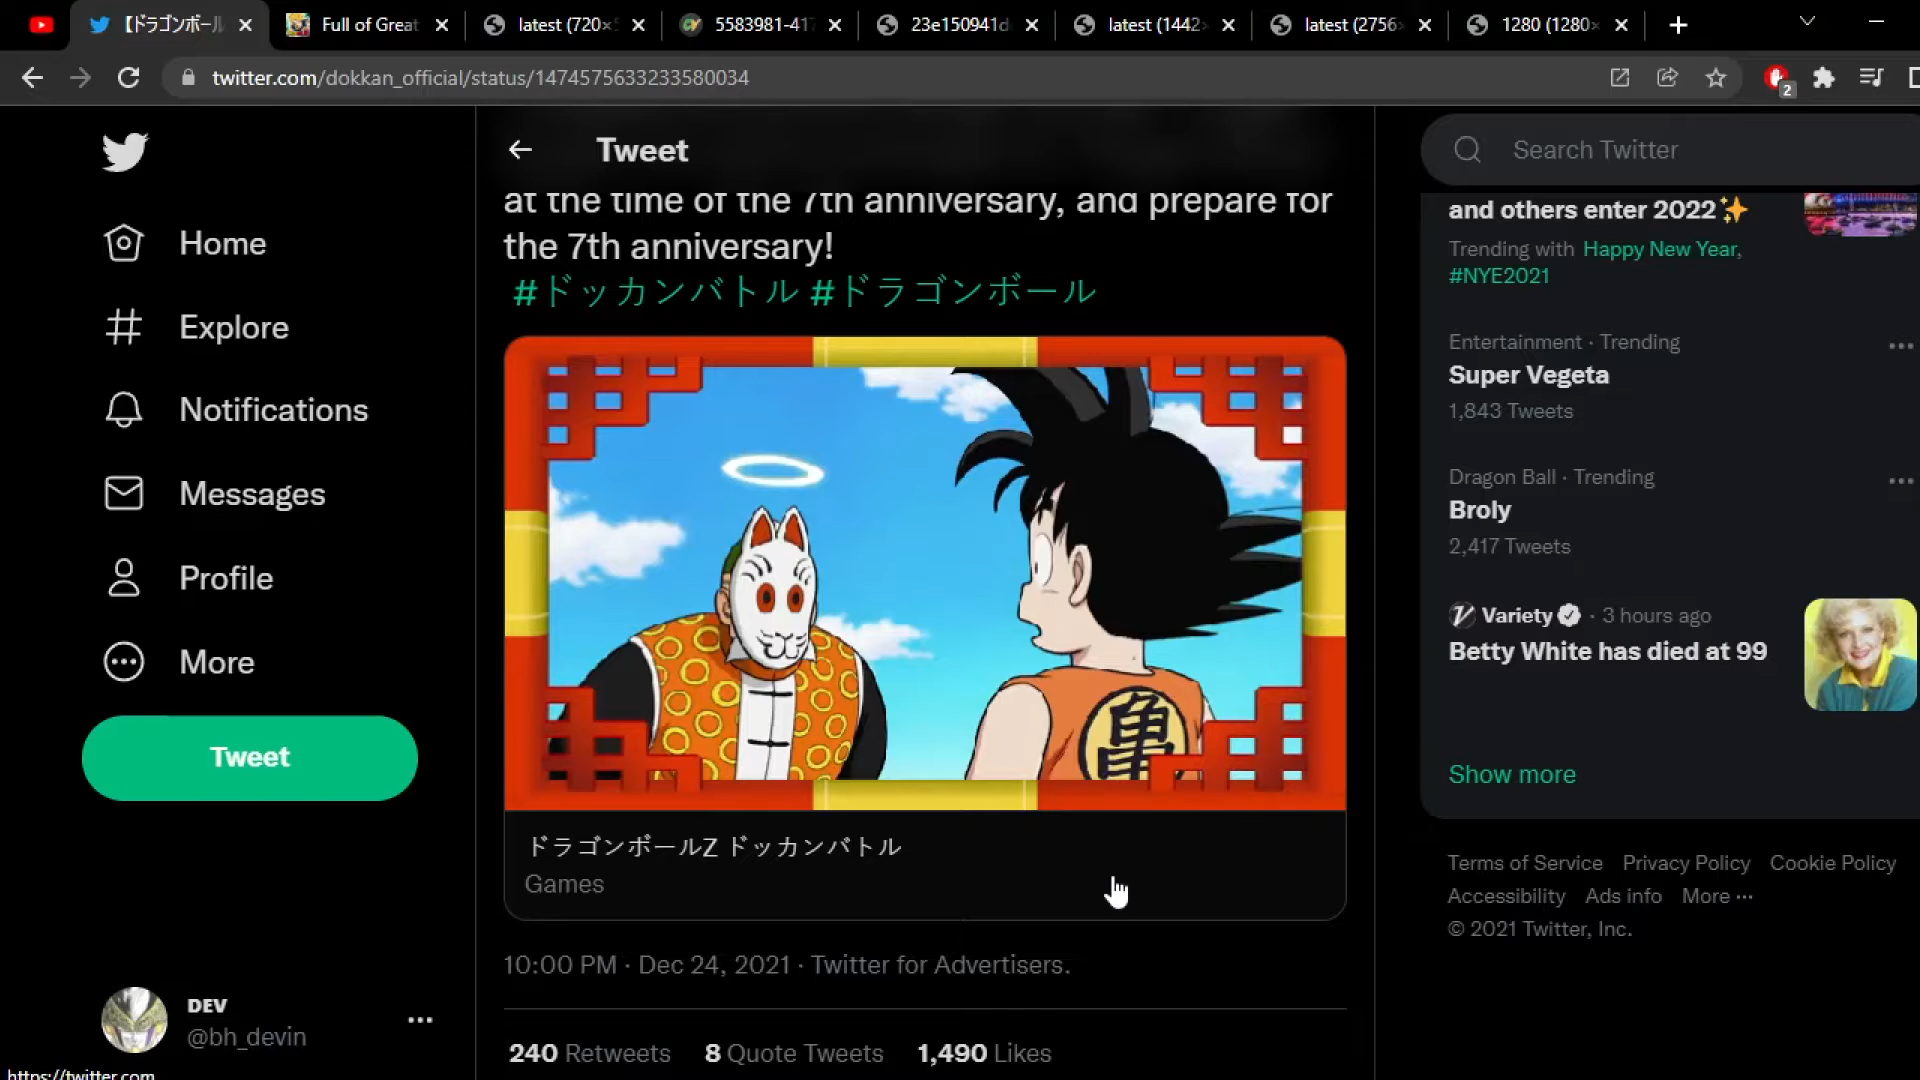 【ドラゴンボール
Full of Great
latest (720×
5583981-417
23e150941d
latest (1442×
latest (2756×
1280 (1280×
twitter.com/dokkan_official/status/1474575633233580034
2
Home
Explore
Notifications
Messages
Profile
More
Tweet
DEV
@bh_devin
https://twitter.com
Tweet
at the time of the 7th anniversary, and prepare for
the 7th anniversary!
#ドッカンバトル #ドラゴンボール
亀
ドラゴンボールZ ドッカンバトル
Games
10:00 PM · Dec 24, 2021 · Twitter for Advertisers.
240 Retweets 8 Quote Tweets 1,490 Likes
Search Twitter
and others enter 2022✨
Trending with Happy New Year,
#NYE2021
Entertainment · Trending
Super Vegeta
1,843 Tweets
Dragon Ball · Trending
Broly
2,417 Tweets
Variety · 3 hours ago
Betty White has died at 99
Show more
Terms of Service Privacy Policy Cookie Policy
Accessibility Ads info More ···
© 2021 Twitter, Inc.